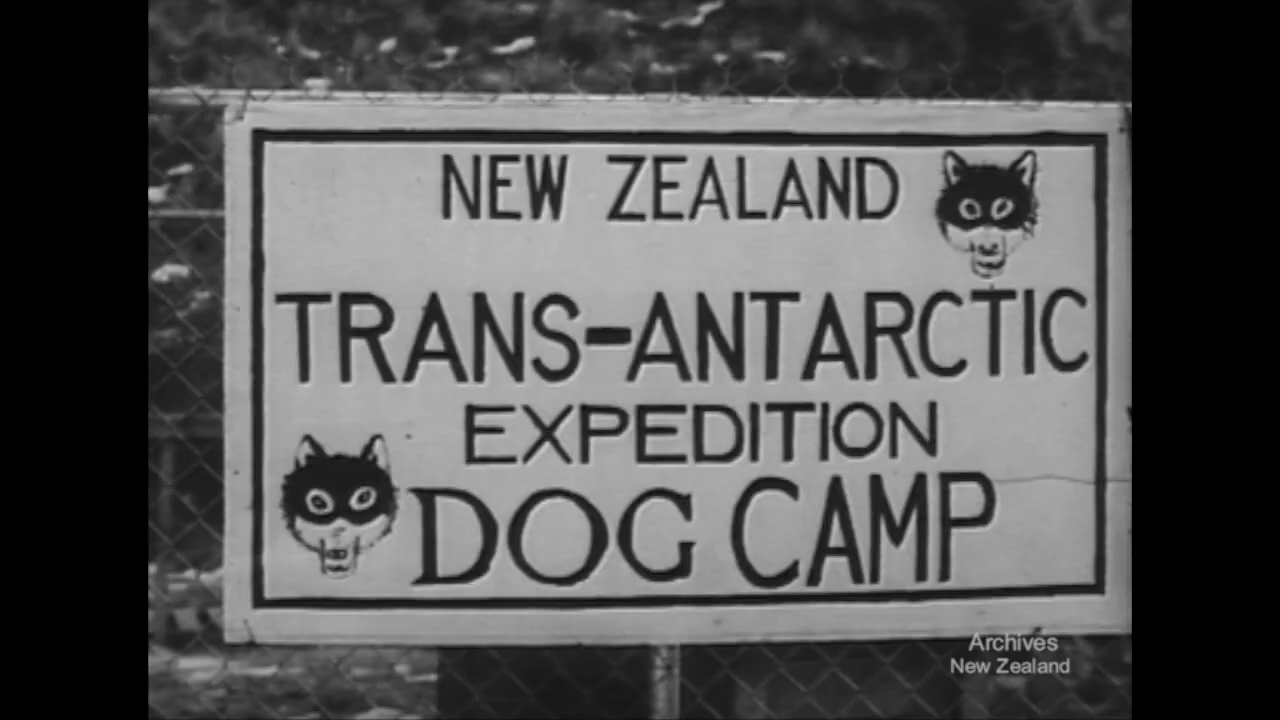 NEW ZEALAND
TRANS-ANTARCTIC
EXPEDITION
DOG CAMP
Archives
New Zealand